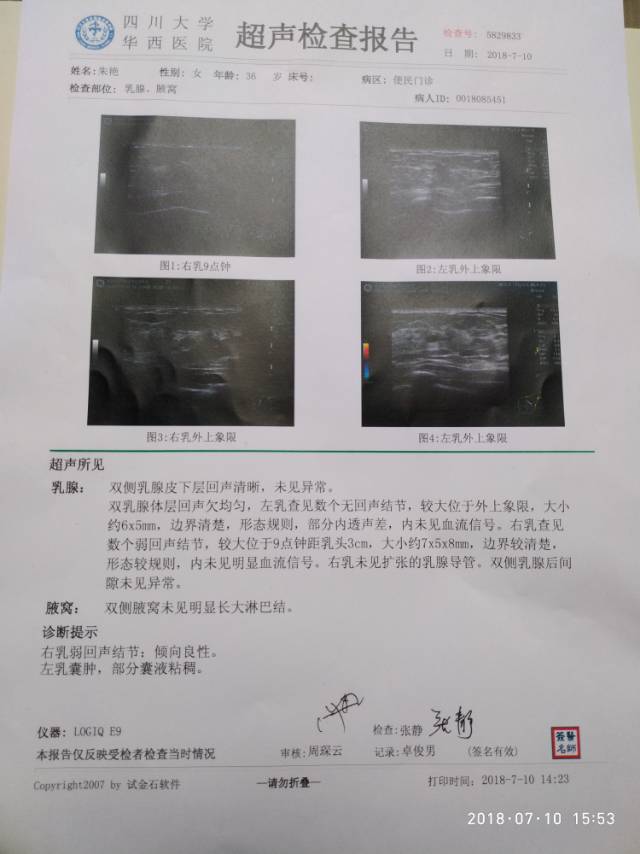 四川大学
华西医院
超声检查报告
检查号: 5829833
日 期: 2018-7-10
姓名:朱艳 性别: 女 年龄: 36 岁 床号: 病区: 便民门诊
检查部位: 乳腺、腋窝
病人ID: 0018085451
图1:右乳9点钟
图2:左乳外上象限
图3:右乳外上象限
图4:左乳外上象限
超声所见
乳腺: 双侧乳腺皮下层回声清晰，未见异常。
双乳腺体层回声欠均匀，左乳查见数个无回声结节，较大位于外上象限，大小
约6x5mm，边界清楚，形态规则，部分内透声差，内未见血流信号。右乳查见
数个弱回声结节，较大位于9点钟距乳头3cm，大小约7x5x8mm，边界较清楚，
形态较规则，内未见明显血流信号。右乳未见扩张的乳腺导管。双侧乳腺后间
隙未见异常。
腋窝: 双侧腋窝未见明显长大淋巴结。
诊断提示
右乳弱回声结节：倾向良性。
左乳囊肿，部分囊液粘稠。
仪器: LOGIQ E9
检查:张静 张静
本报告仅反映受检者检查当时情况
审核:周琛云 记录:卓俊男 (签名有效)
签医
名师
Copyright2007 by 试金石软件
—请勿折叠—
打印时间: 2018-7-10 14:23
2018·07·10 15:53